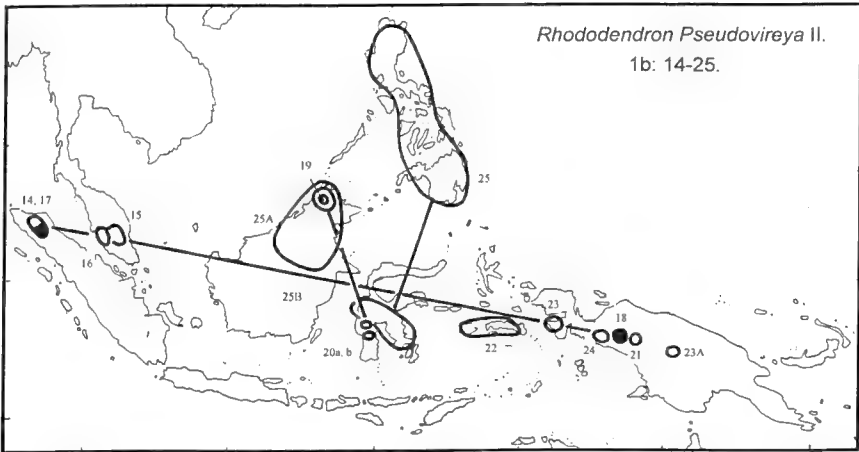 Rhododendron Pseudovireya II.
1b: 14-25.
19
25
14, 17
15
25A
16
25B
23
18
20a, b
22
24
21
23A